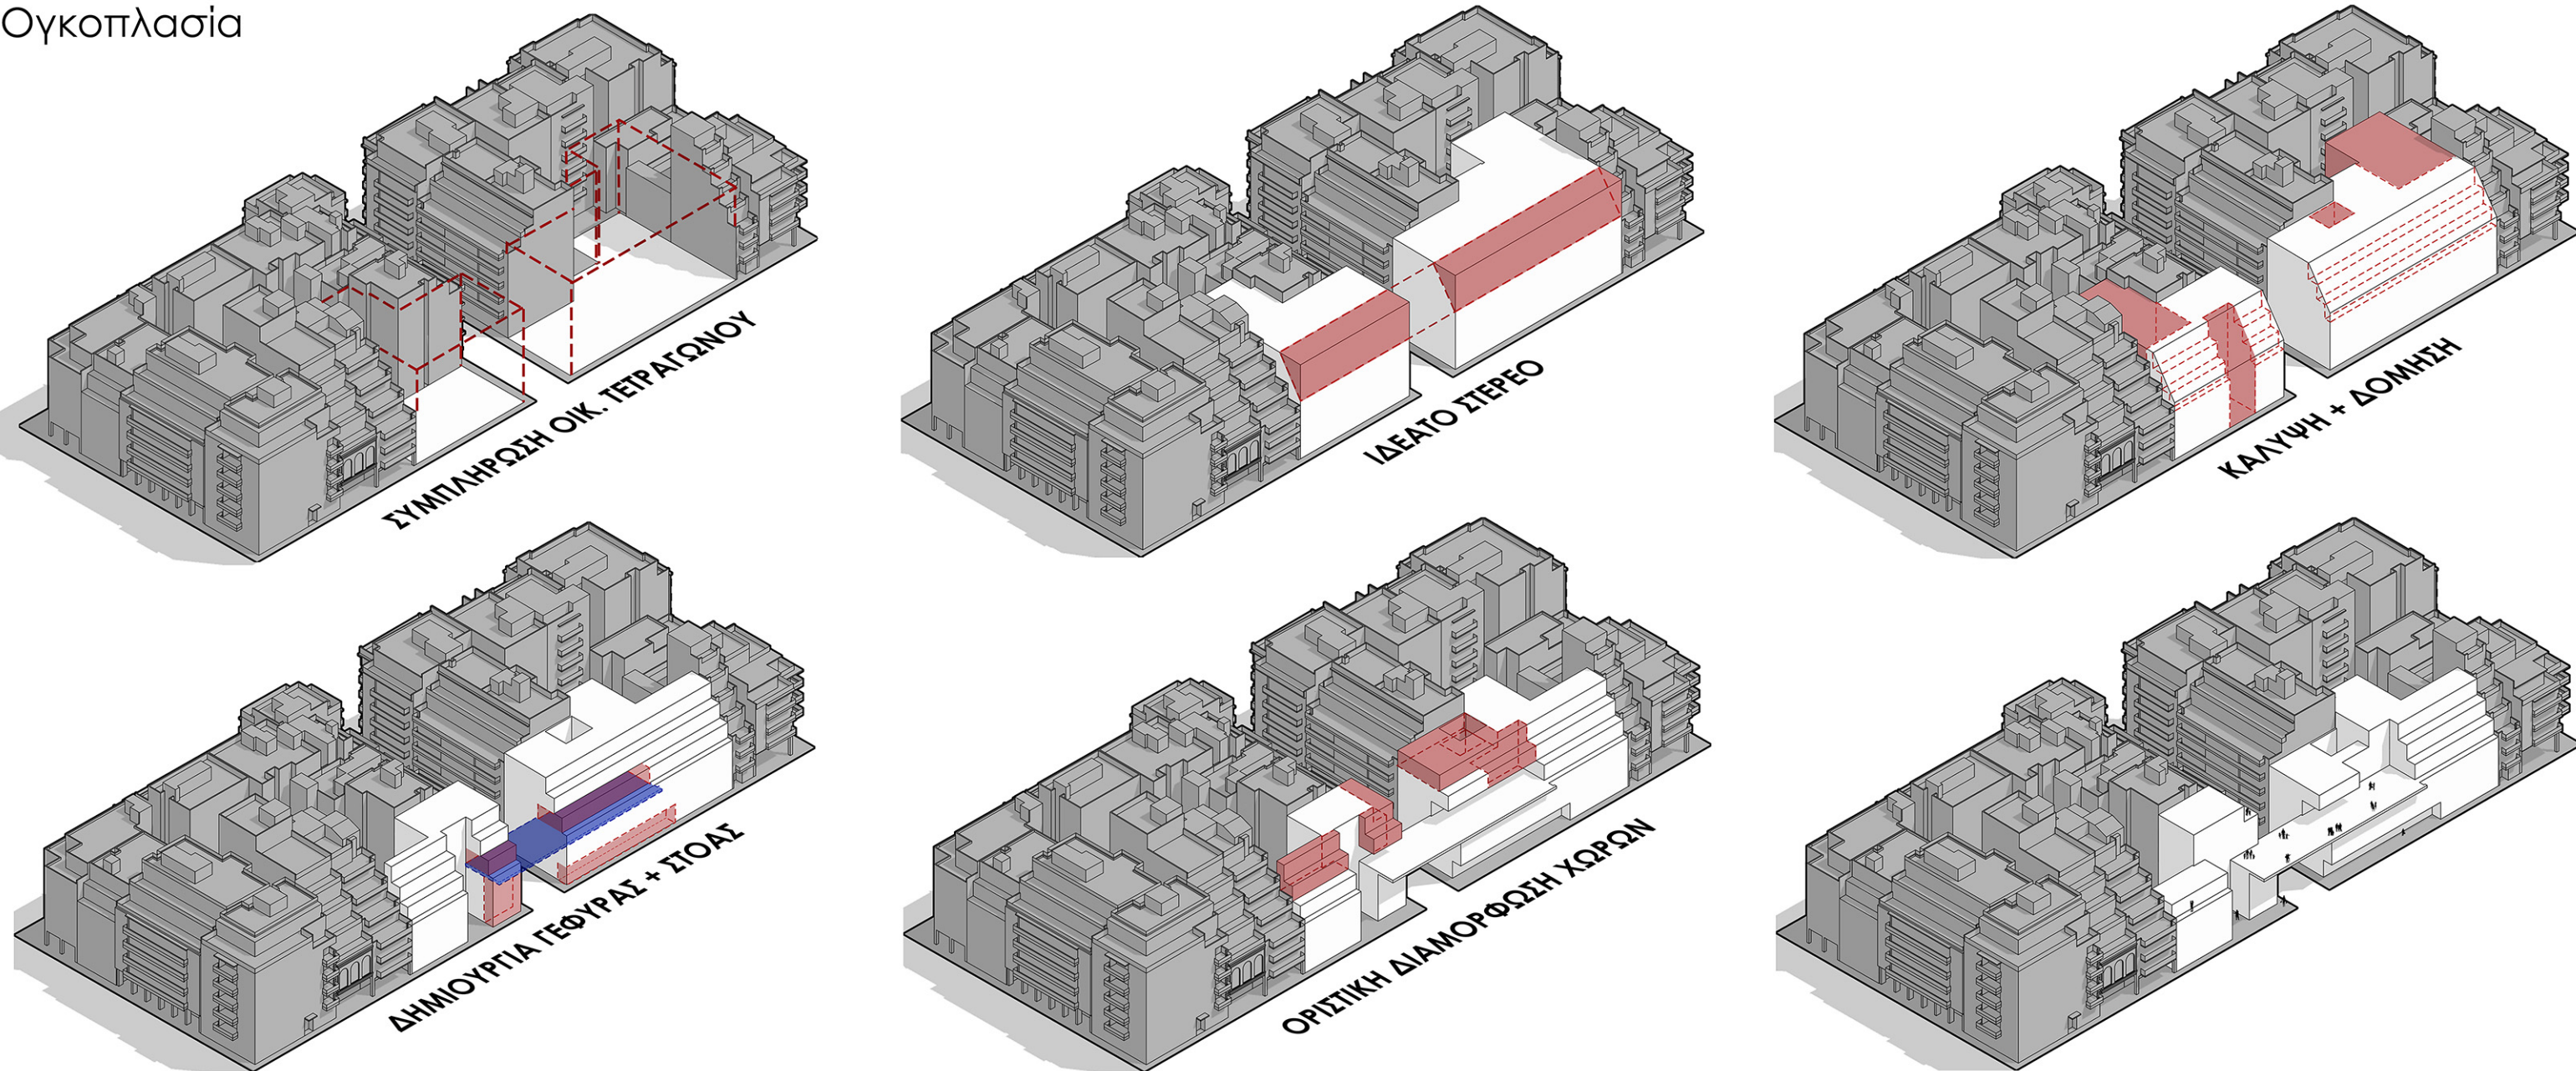 Ογκοπλασία
ΣΥΜΠΛΗΡΩΣΗ ΟΙΚ. ΤΕΤΡΑΓΩΝΟΥ
ΙΔΕΑΤΟ ΣΤΕΡΕΟ
ΚΑΛΥΨΗ + ΔΟΜΗΣΗ
ΔΗΜΙΟΥΡΓΙΑ ΓΕΦΥΡΑΣ + ΣΤΟΑΣ
ΟΡΙΣΤΙΚΗ ΔΙΑΜΟΡΦΩΣΗ ΧΩΡΩΝ